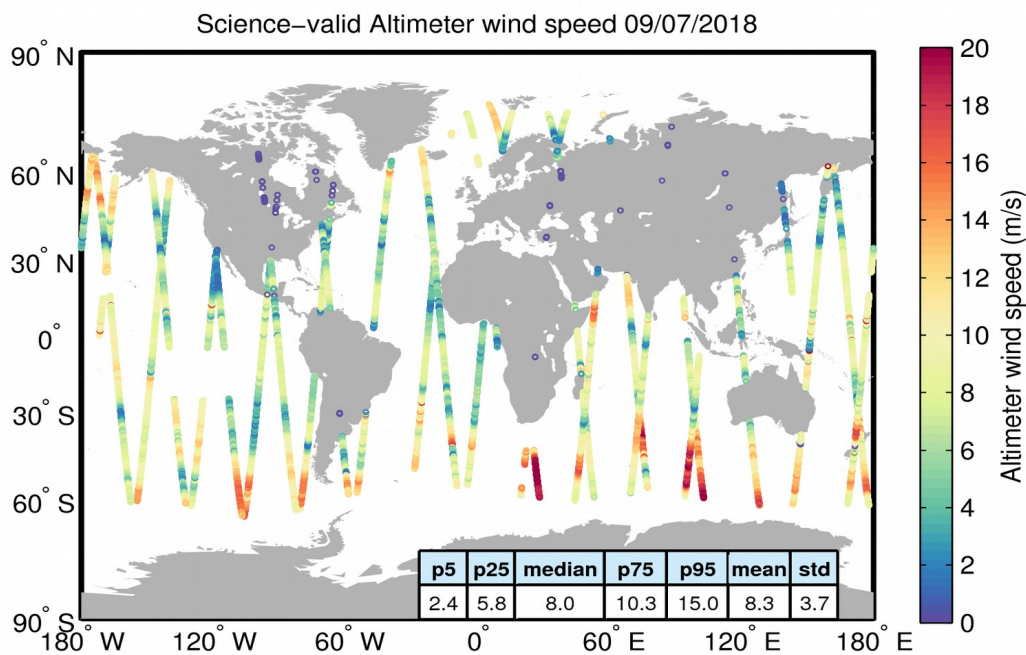 Science−valid Altimeter wind speed 09/07/2018
90° N
60° N
30° N
0°
30° S
60° S
90° S
180° W
120° W
60° W
0°
60° E
120° E
180° E
p5 p25 median p75 p95 mean std
2.4 5.8 8.0 10.3 15.0 8.3 3.7
20
18
16
14
12
10
8
6
4
2
0
Altimeter wind speed (m/s)